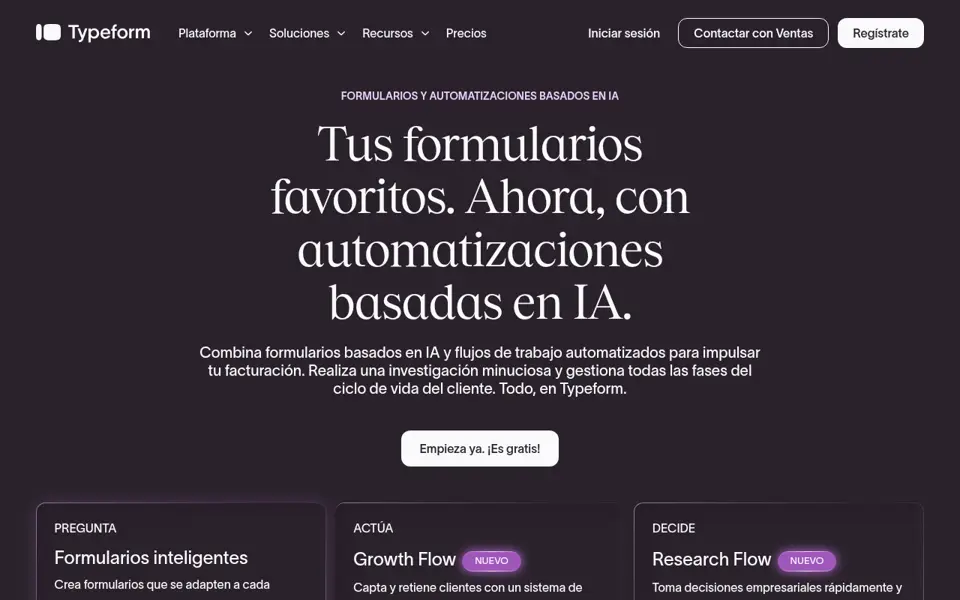 Typeform
Plataforma
Soluciones
Recursos
Precios
Iniciar sesión
Contactar con Ventas
Regístrate
FORMULARIOS Y AUTOMATIZACIONES BASADOS EN IA
Tus formularios
favoritos. Ahora, con
automatizaciones
basadas en IA.
Combina formularios basados en IA y flujos de trabajo automatizados para impulsar
tu facturación. Realiza una investigación minuciosa y gestiona todas las fases del
ciclo de vida del cliente. Todo, en Typeform.
Empieza ya. ¡Es gratis!
PREGUNTA
Formularios inteligentes
Crea formularios que se adapten a cada
ACTÚA
Growth Flow NUEVO
Capta y retiene clientes con un sistema de
DECIDE
Research Flow NUEVO
Toma decisiones empresariales rápidamente y